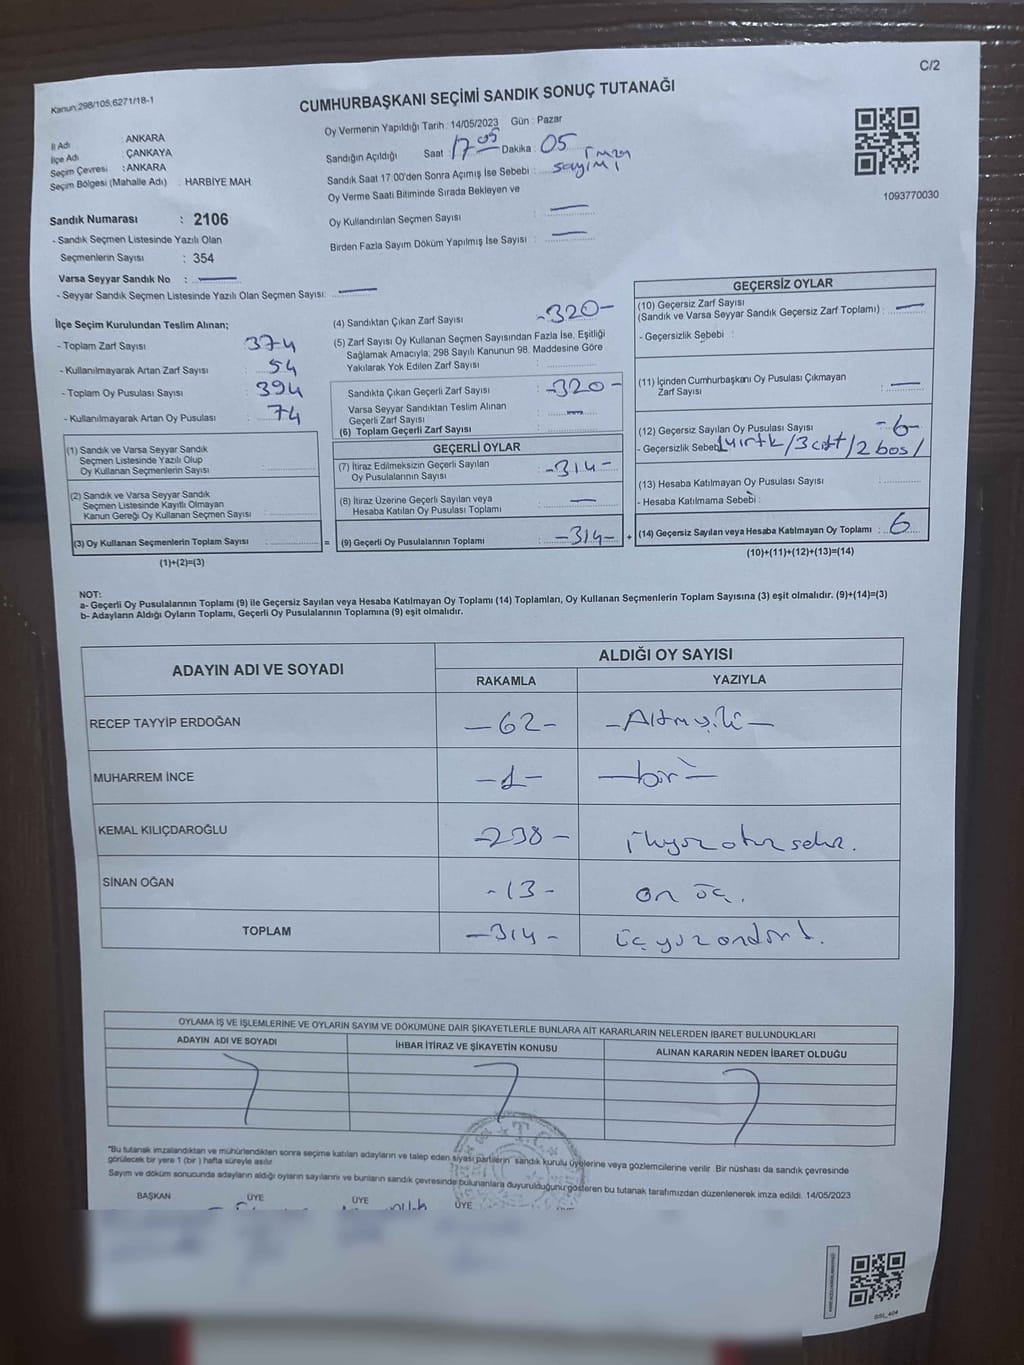 C/2
Kanun:298/105;6271/18-1
CUMHURBAŞKANI SEÇİMİ SANDIK SONUÇ TUTANAĞI
Oy Vermenin Yapıldığı Tarih : 14/05/2023 Gün : Pazar
İl Adı : ANKARA
İlçe Adı : ÇANKAYA
Seçim Çevresi : ANKARA
Seçim Bölgesi (Mahalle Adı) : HARBİYE MAH.
Sandık Numarası : 2106
- Sandık Seçmen Listesinde Yazılı Olan
Seçmenlerin Sayısı : 354
Varsa Seyyar Sandık No : —
- Seyyar Sandık Seçmen Listesinde Yazılı Olan Seçmen Sayısı: —
Sandığın Açıldığı Saat 17 05 Dakika : 05
Sandık Saat 17:00'den Sonra Açımış İse Sebebi : imza sayımı
Oy Verme Saati Bitiminde Sırada Bekleyen ve
Oy Kullandırılan Seçmen Sayısı : —
Birden Fazla Sayım Döküm Yapılmış İse Sayısı : —
1093770030
İlçe Seçim Kurulundan Teslim Alınan;
- Toplam Zarf Sayısı : 374
- Kullanılmayarak Artan Zarf Sayısı : 54
- Toplam Oy Pusulası Sayısı : 394
- Kullanılmayarak Artan Oy Pusulası : 74
(1) Sandık ve Varsa Seyyar Sandık
Seçmen Listesinde Yazılı Olup
Oy Kullanan Seçmenlerin Sayısı :
(2) Sandık ve Varsa Seyyar Sandık
Seçmen Listesinde Kayıtlı Olmayan
Kanun Gereği Oy Kullanan Seçmen Sayısı :
(3) Oy Kullanan Seçmenlerin Toplam Sayısı :
(1)+(2)=(3)
(4) Sandıktan Çıkan Zarf Sayısı : -320-
(5) Zarf Sayısı Oy Kullanan Seçmen Sayısından Fazla İse, Eşitliği
Sağlamak Amacıyla; 298 Sayılı Kanunun 98. Maddesine Göre
Yakılarak Yok Edilen Zarf Sayısı :
Sandıkta Çıkan Geçerli Zarf Sayısı : -320-
Varsa Seyyar Sandıktan Teslim Alınan
Geçerli Zarf Sayısı : —
(6) Toplam Geçerli Zarf Sayısı :
GEÇERLİ OYLAR
(7) İtiraz Edilmeksizin Geçerli Sayılan
Oy Pusulalarının Sayısı : -314-
(8) İtiraz Üzerine Geçerli Sayılan veya
Hesaba Katılan Oy Pusulası Toplamı : —
= (9) Geçerli Oy Pusulalarının Toplamı : -314- +
GEÇERSİZ OYLAR
(10) Geçersiz Zarf Sayısı
(Sandık ve Varsa Seyyar Sandık Geçersiz Zarf Toplamı) : —
- Geçersizlik Sebebi :
(11) İçinden Cumhurbaşkanı Oy Pusulası Çıkmayan
Zarf Sayısı : —
(12) Geçersiz Sayılan Oy Pusulası Sayısı : -6-
- Geçersizlik Sebebi 1 yırtık/3 çift/2 boş/
(13) Hesaba Katılmayan Oy Pusulası Sayısı :
- Hesaba Katılmama Sebebi :
(14) Geçersiz Sayılan veya Hesaba Katılmayan Oy Toplamı : 6
(10)+(11)+(12)+(13)=(14)
NOT:
a- Geçerli Oy Pusulalarının Toplamı (9) ile Geçersiz Sayılan veya Hesaba Katılmayan Oy Toplamı (14) Toplamları, Oy Kullanan Seçmenlerin Toplam Sayısına (3) eşit olmalıdır. (9)+(14)=(3)
b- Adayların Aldığı Oyların Toplamı, Geçerli Oy Pusulalarının Toplamına (9) eşit olmalıdır.
ADAYIN ADI VE SOYADI ALDIĞI OY SAYISI
RAKAMLA YAZIYLA
RECEP TAYYİP ERDOĞAN -62- -Altmış iki-
MUHARREM İNCE -1- -bir-
KEMAL KILIÇDAROĞLU -238- ikiyüz otuz sekiz.
SİNAN OĞAN -13- on üç.
TOPLAM -314- üç yüz ondört.
OYLAMA İŞ VE İŞLEMLERİNE VE OYLARIN SAYIM VE DÖKÜMÜNE DAİR ŞİKAYETLERLE BUNLARA AİT KARARLARIN NELERDEN İBARET BULUNDUKLARI
ADAYIN ADI VE SOYADI İHBAR İTİRAZ VE ŞİKAYETİN KONUSU ALINAN KARARIN NEDEN İBARET OLDUĞU
T.C.
*Bu tutanak imzalandıktan ve mühürlendikten sonra seçime katılan adayların ve talep eden siyasi partilerin sandık kurulu üyelerine veya gözlemcilerine verilir. Bir nüshası da sandık çevresinde
görülecek bir yere 1 (bir) hafta süreyle asılır.
Sayım ve döküm sonucunda adayların aldığı oyların sayılarını ve bunların sandık çevresinde bulunanlara duyurulduğunu gösteren bu tutanak tarafımızdan düzenlenerek imza edildi. 14/05/2023
BAŞKAN ÜYE ÜYE ÜYE